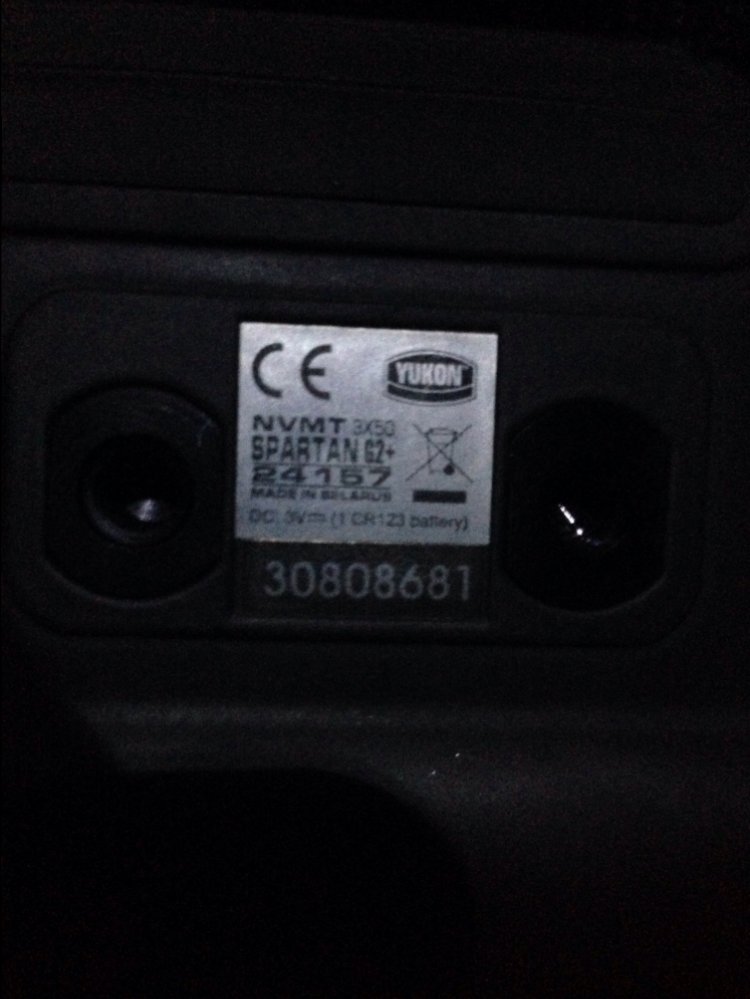 CE YUKON
NVMT 3X50
SPARTAN G2+
24157
MADE IN BELARUS
DC 3V (1 CR123 battery)
30808681